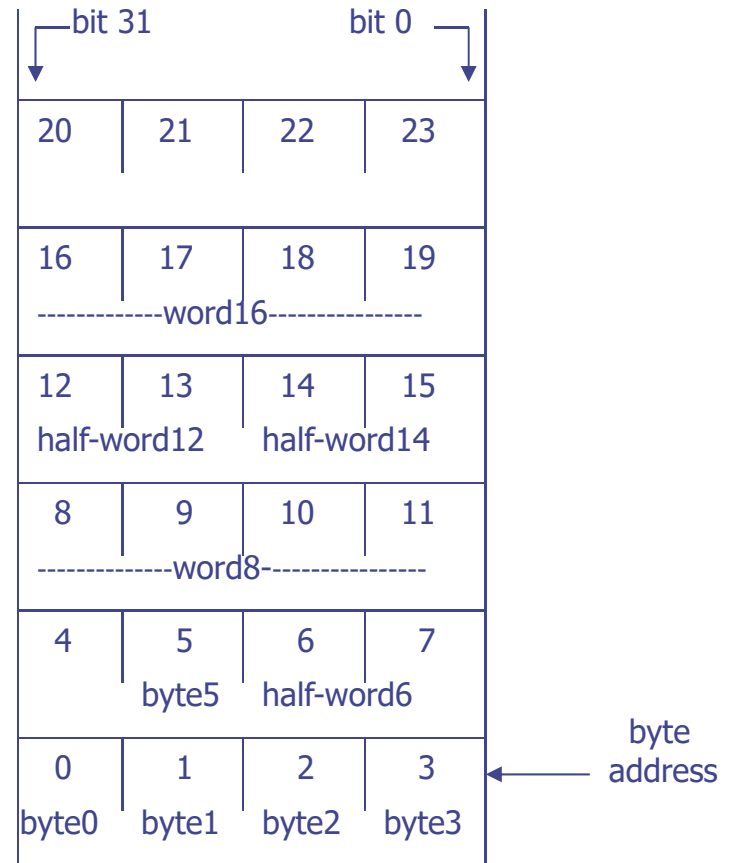 bit 31 bit 0
20 21 22 23
16 17 18 19
-------------word16----------------
12 13 14 15
half-word12 half-word14
8 9 10 11
--------------word8-----------------
4 5 6 7
byte5 half-word6
byte
address
0 1 2 3
byte0 byte1 byte2 byte3